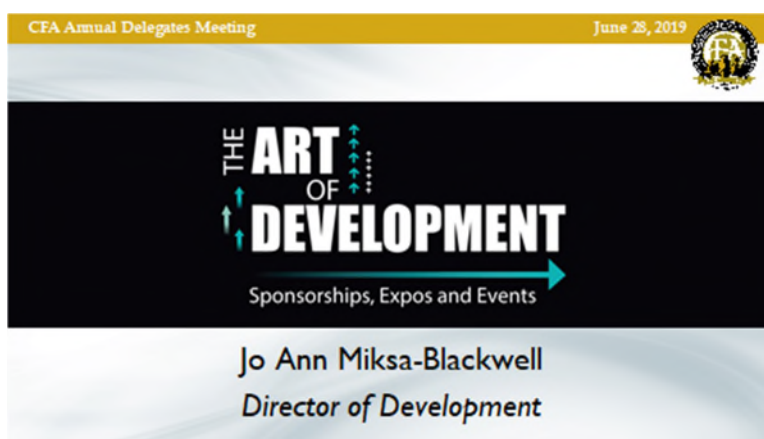 CFA Annual Delegates Meeting
June 28, 2019
CFA
THE ART
OF
DEVELOPMENT
Sponsorships, Expos and Events
Jo Ann Miksa-Blackwell
Director of Development